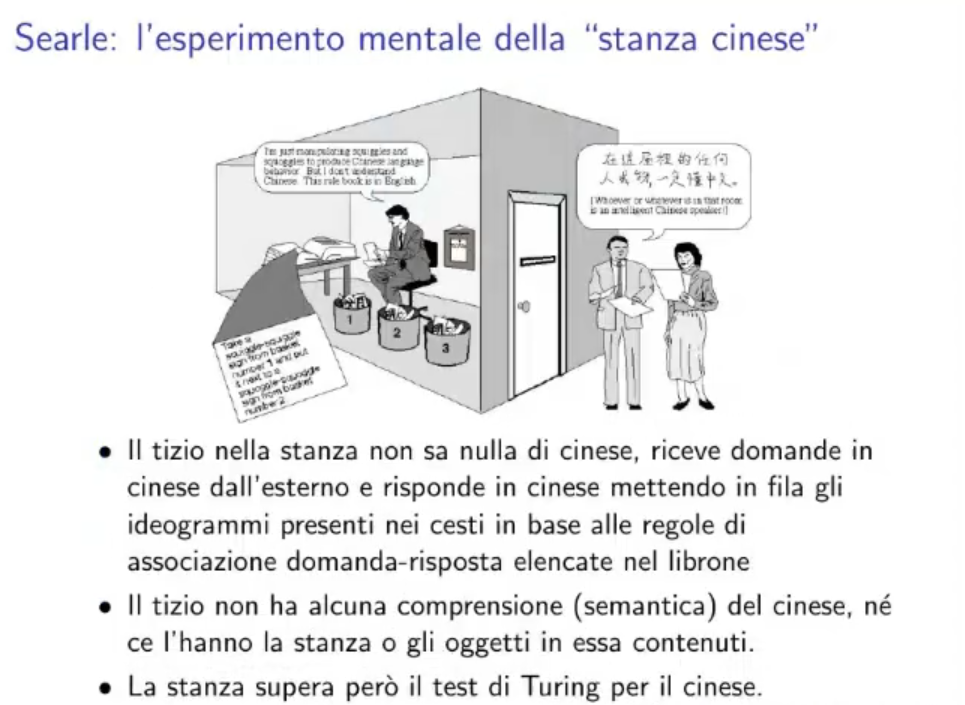 Searle: l'esperimento mentale della “stanza cinese”
I'm just manipulating squiggles and
squoggles to produce Chinese language
behavior. But I don't understand
Chinese. This rule book is in English.
在这屋裡的任何
人或物,一定懂中文。
[Whoever or whatever is in that room
is an intelligent Chinese speaker!]
1
2
3
Take a
squiggle-squiggle
sign from basket
number 1 and put
it next to a
squoggle-squoggle
sign from basket
number 2
• Il tizio nella stanza non sa nulla di cinese, riceve domande in
cinese dall'esterno e risponde in cinese mettendo in fila gli
ideogrammi presenti nei cesti in base alle regole di
associazione domanda-risposta elencate nel librone
• Il tizio non ha alcuna comprensione (semantica) del cinese, né
ce l'hanno la stanza o gli oggetti in essa contenuti.
• La stanza supera però il test di Turing per il cinese.